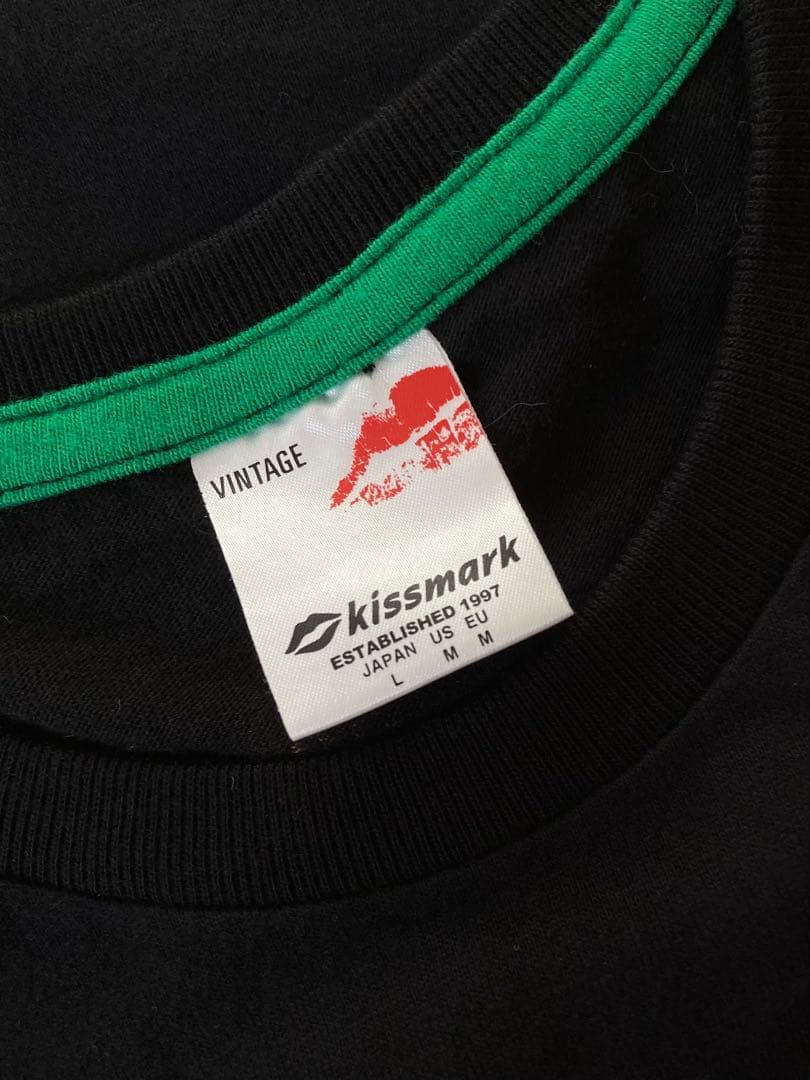 VINTAGE
kissmark
ESTABLISHED 1997
JAPAN US EU
L M M